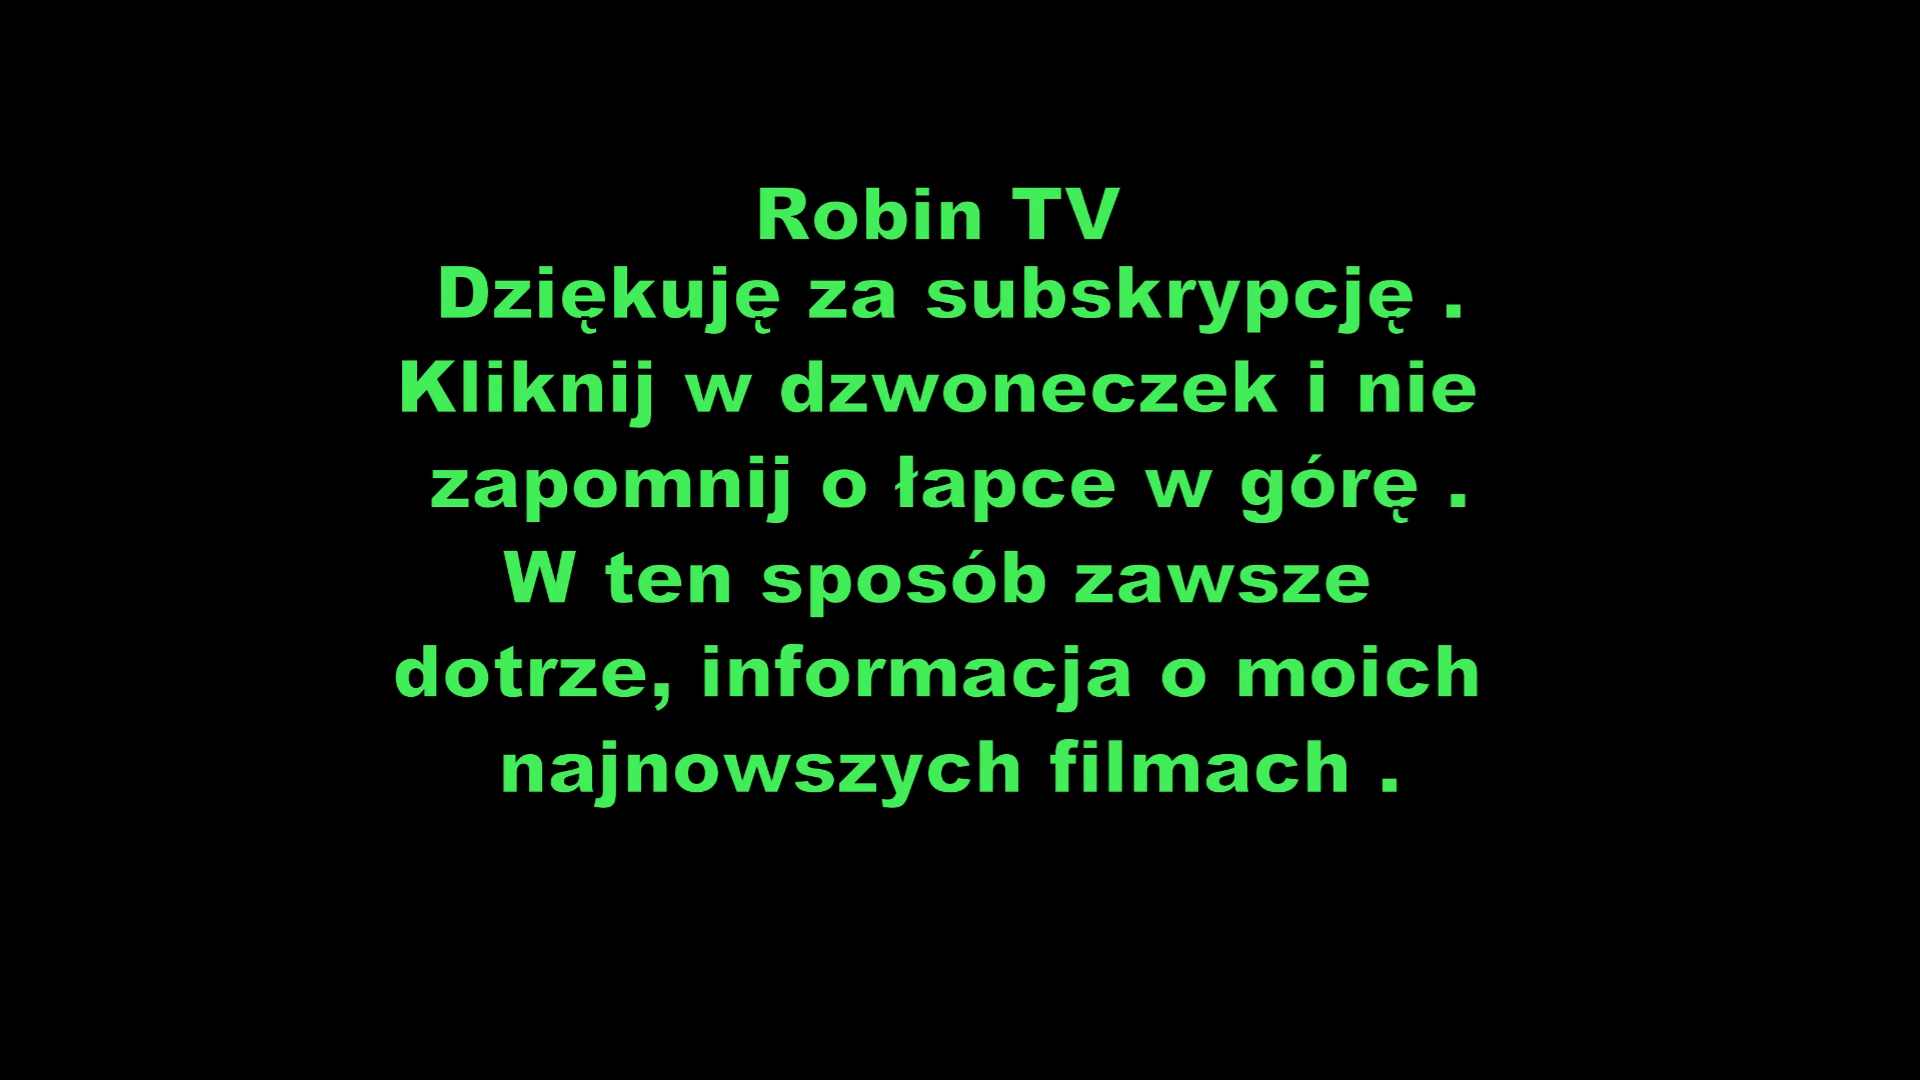 Robin TV
Dziękuję za subskrypcję .
Kliknij w dzwoneczek i nie
zapomnij o łapce w górę .
W ten sposób zawsze
dotrze, informacja o moich
najnowszych filmach .